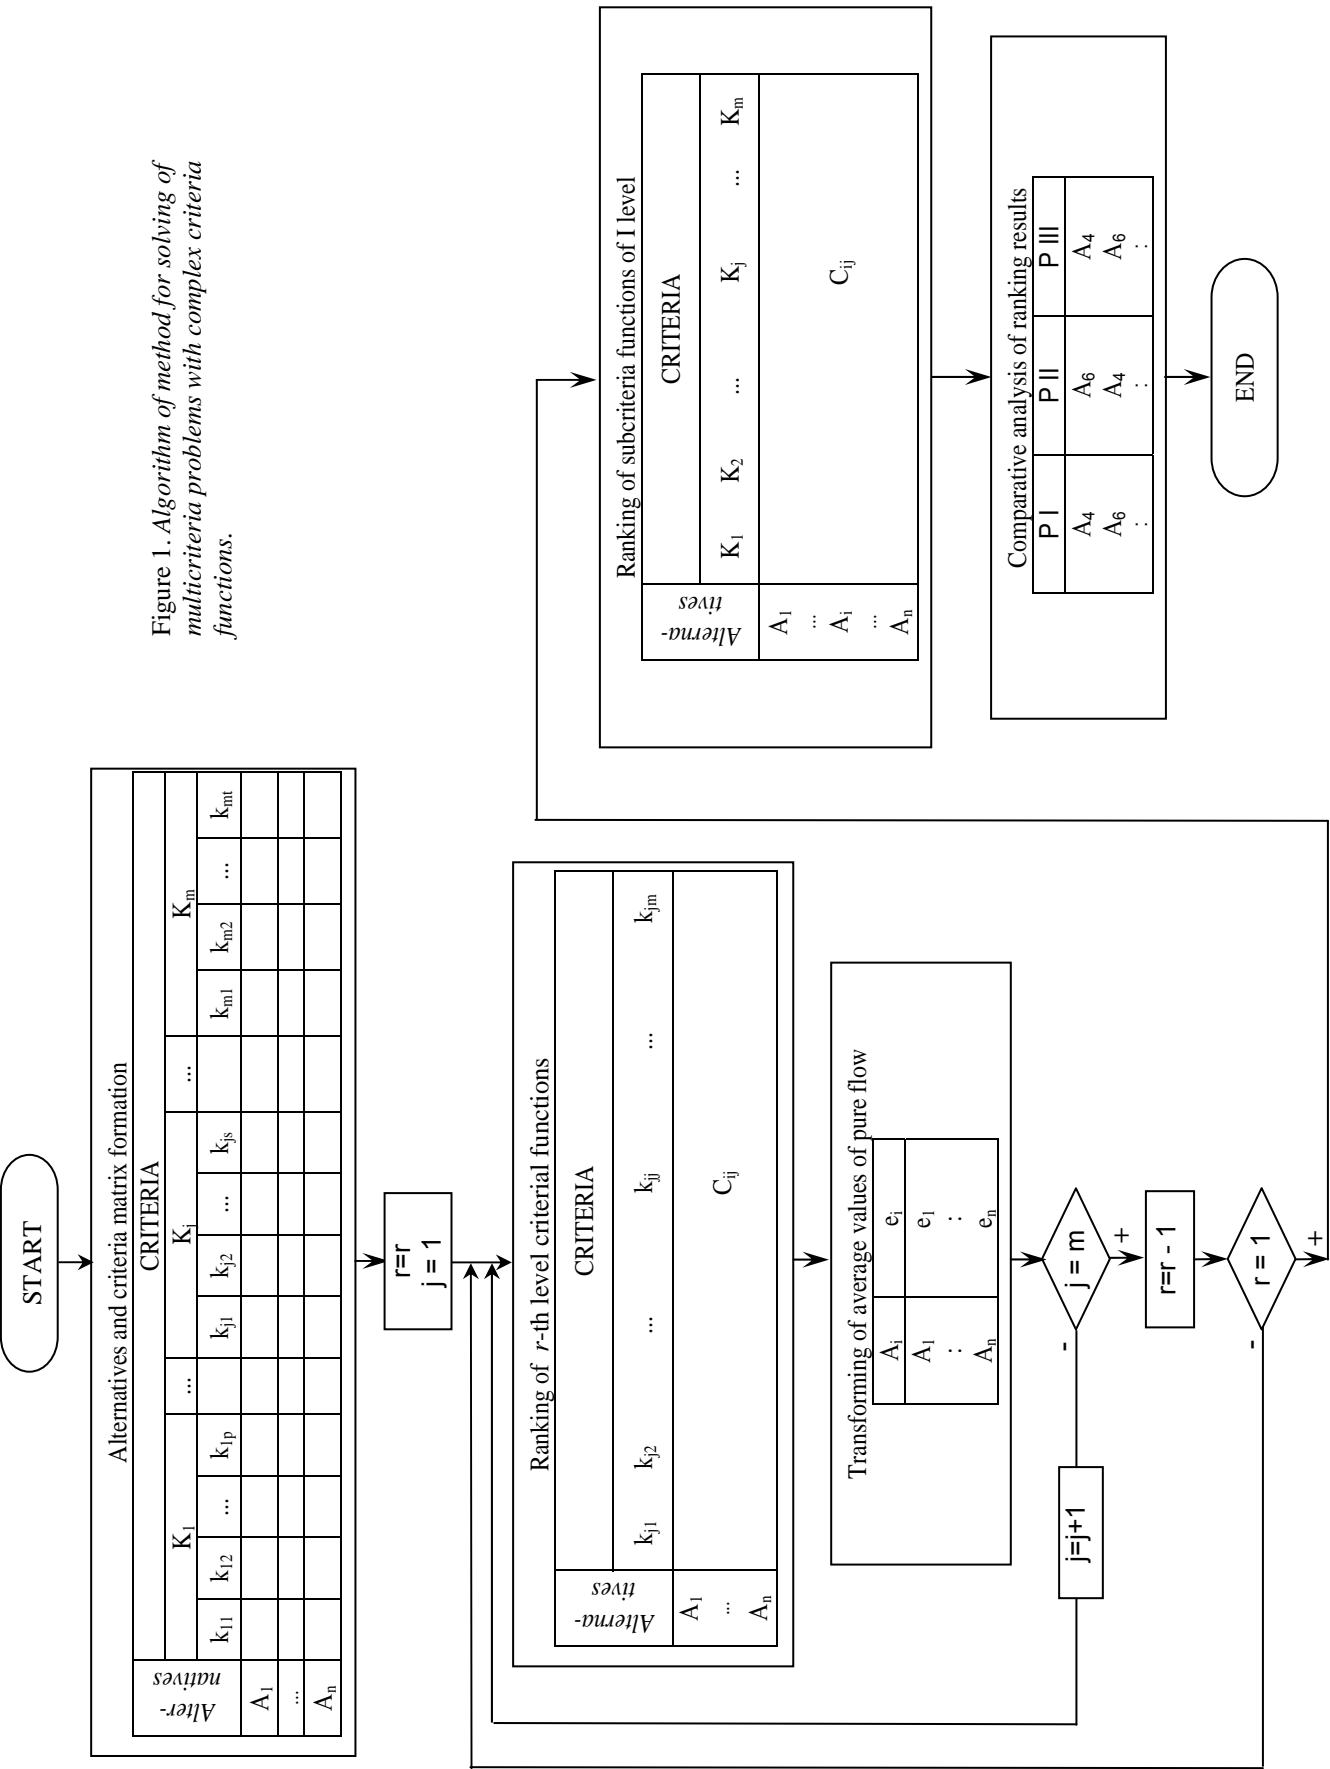 START
Alternatives and criteria matrix formation
Alter-
natives
CRITERIA
K1 ... Kj ... Km
k11 k12 ... k1p kj1 kj2 ... kjs km1 km2 ... kmt
A1
...
An
r=r
j = 1
Ranking of r-th level criterial functions
Alterna-
tives
CRITERIA
kj1 kj2 ... kjj ... kjm
A1
...
An
Cij
Transforming of average values of pure flow
Ai ei
A1 e1
: :
An en
j = m
-
+
j=j+1
r=r - 1
r = 1
-
+
Figure 1. Algorithm of method for solving of
multicriteria problems with complex criteria
functions.
Ranking of subcriteria functions of I level
Alterna-
tives
CRITERIA
K1 K2 ... Kj ... Km
A1
...
Ai
...
An
Cij
Comparative analysis of ranking results
P I P II P III
A4 A6 A4
A6 A4 A6
: : :
END